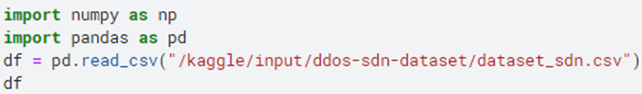 import numpy as np
import pandas as pd
df = pd.read_csv("/kaggle/input/ddos-sdn-dataset/dataset_sdn.csv")
df